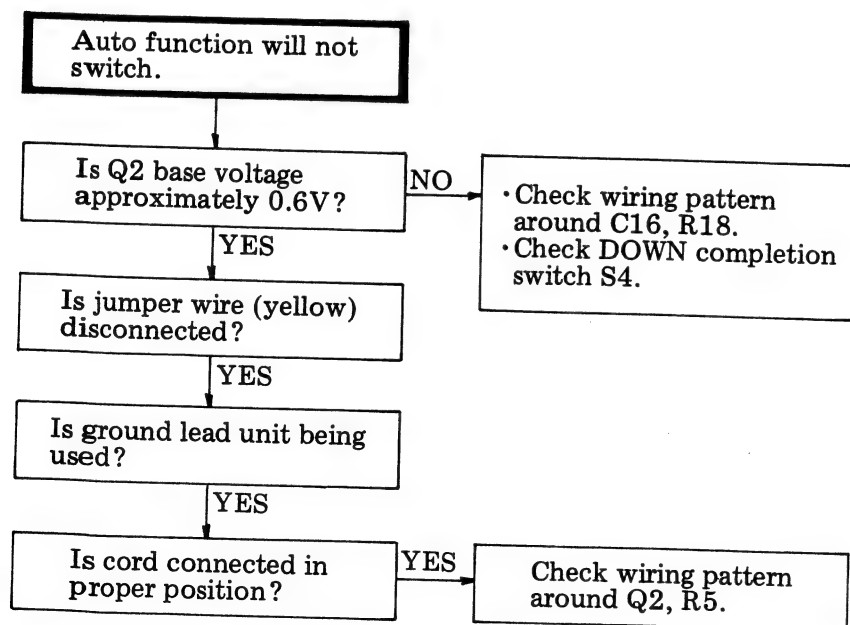 Auto function will not
switch.
Is Q2 base voltage
approximately 0.6V?
NO
·Check wiring pattern
around C16, R18.
·Check DOWN completion
switch S4.
YES
Is jumper wire (yellow)
disconnected?
YES
Is ground lead unit being
used?
YES
Is cord connected in
proper position?
YES
Check wiring pattern
around Q2, R5.